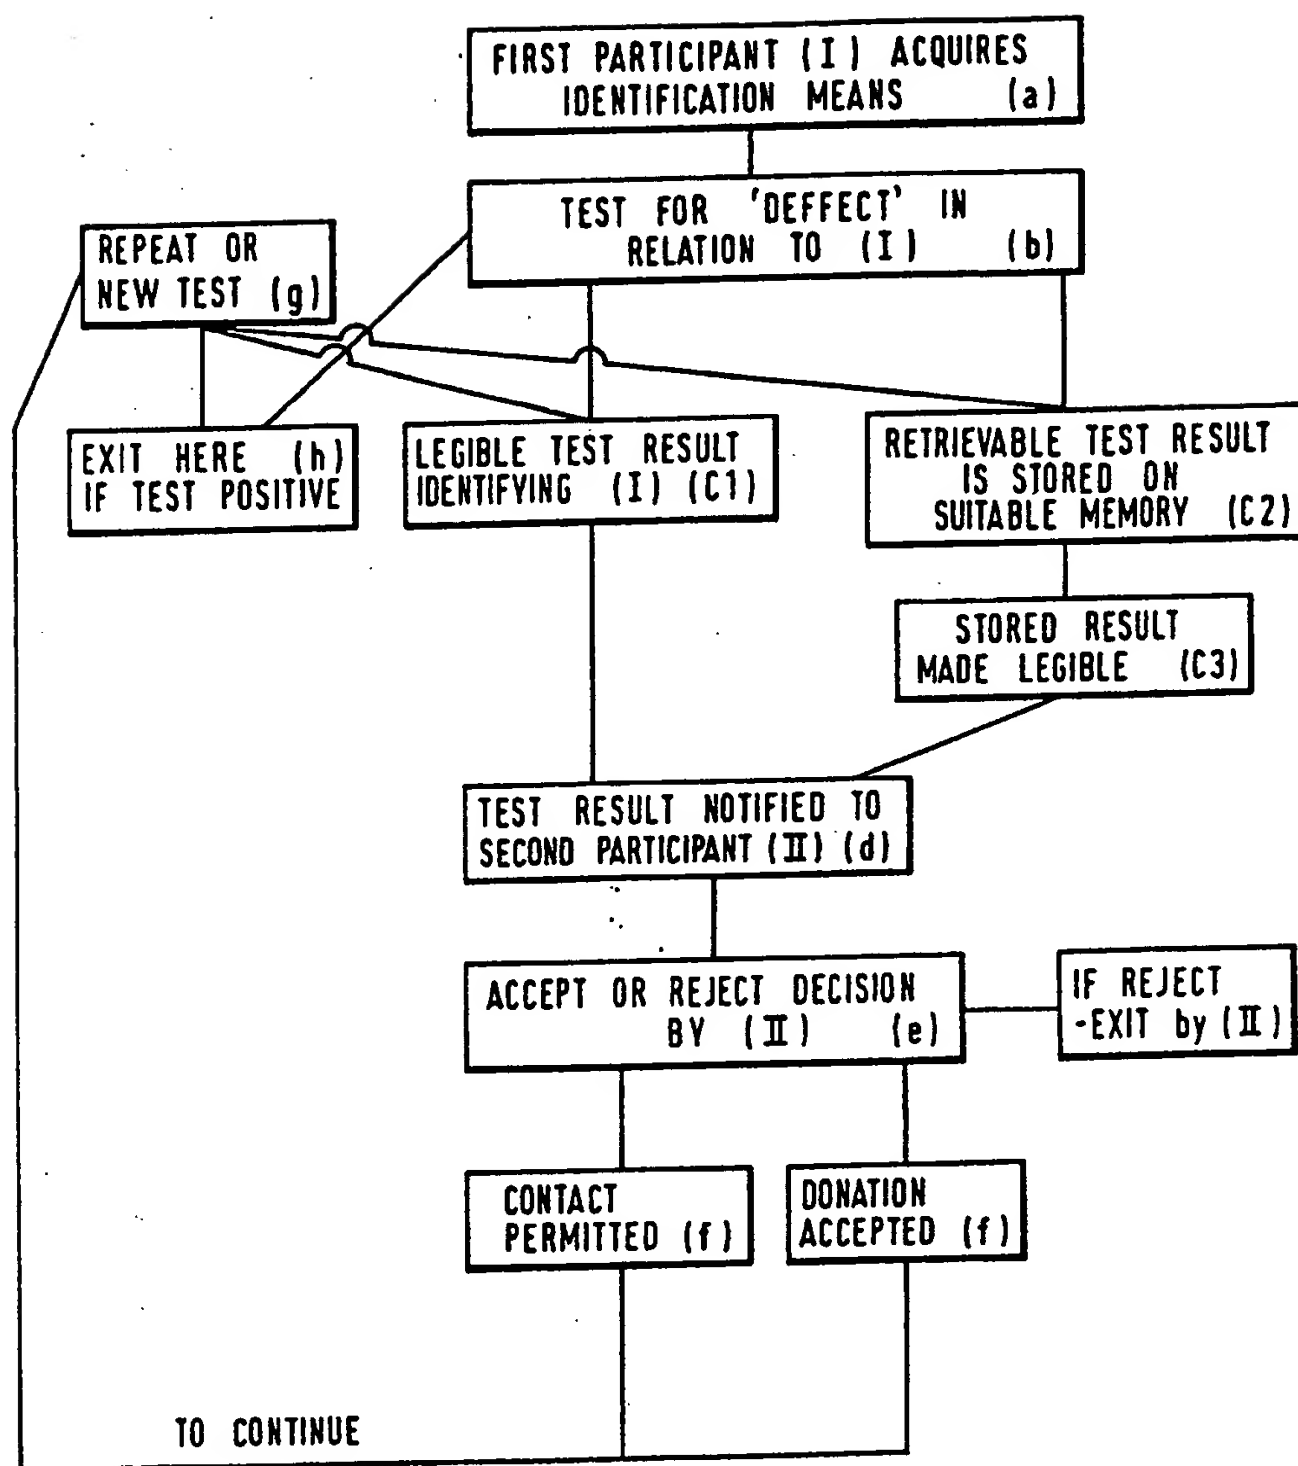 FIRST PARTICIPANT (I) ACQUIRES
IDENTIFICATION MEANS (a)
TEST FOR 'DEFFECT' IN
RELATION TO (I) (b)
REPEAT OR
NEW TEST (g)
EXIT HERE (h)
IF TEST POSITIVE
LEGIBLE TEST RESULT
IDENTIFYING (I) (C1)
RETRIEVABLE TEST RESULT
IS STORED ON
SUITABLE MEMORY (C2)
STORED RESULT
MADE LEGIBLE (C3)
TEST RESULT NOTIFIED TO
SECOND PARTICIPANT (II) (d)
ACCEPT OR REJECT DECISION
BY (II) (e)
IF REJECT
-EXIT by (II)
CONTACT
PERMITTED (f)
DONATION
ACCEPTED (f)
TO CONTINUE